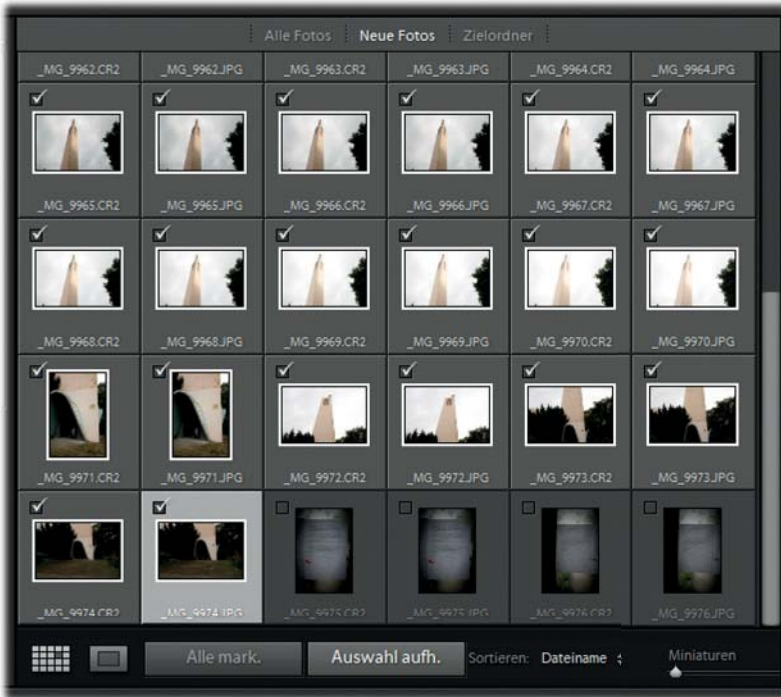 Alle Fotos Neue Fotos Zielordner
_MG_9962.CR2 _MG_9962.JPG _MG_9963.CR2 _MG_9963.JPG _MG_9964.CR2 _MG_9964.JPG
_MG_9965.CR2 _MG_9965.JPG _MG_9966.CR2 _MG_9966.JPG _MG_9967.CR2 _MG_9967.JPG
_MG_9968.CR2 _MG_9968.JPG _MG_9969.CR2 _MG_9969.JPG _MG_9970.CR2 _MG_9970.JPG
_MG_9971.CR2 _MG_9971.JPG _MG_9972.CR2 _MG_9972.JPG _MG_9973.CR2 _MG_9973.JPG
_MG_9974.CR2 _MG_9974.JPG _MG_9975.CR2 _MG_9975.JPG _MG_9976.CR2 _MG_9976.JPG
Alle mark. Auswahl aufh. Sortieren: Dateiname Miniaturen